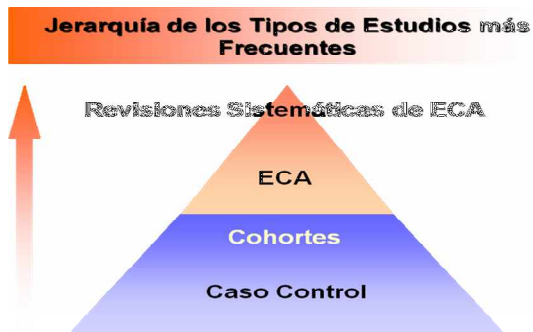 Jerarquía de los Tipos de Estudios más
Frecuentes
Revisiones Sistemáticas de ECA
ECA
Cohortes
Caso Control